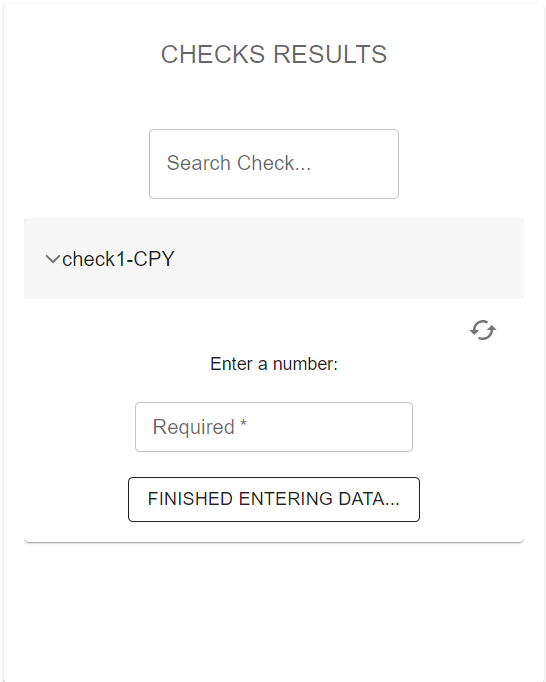 CHECKS RESULTS
Search Check...
check1-CPY
Enter a number:
Required *
FINISHED ENTERING DATA...